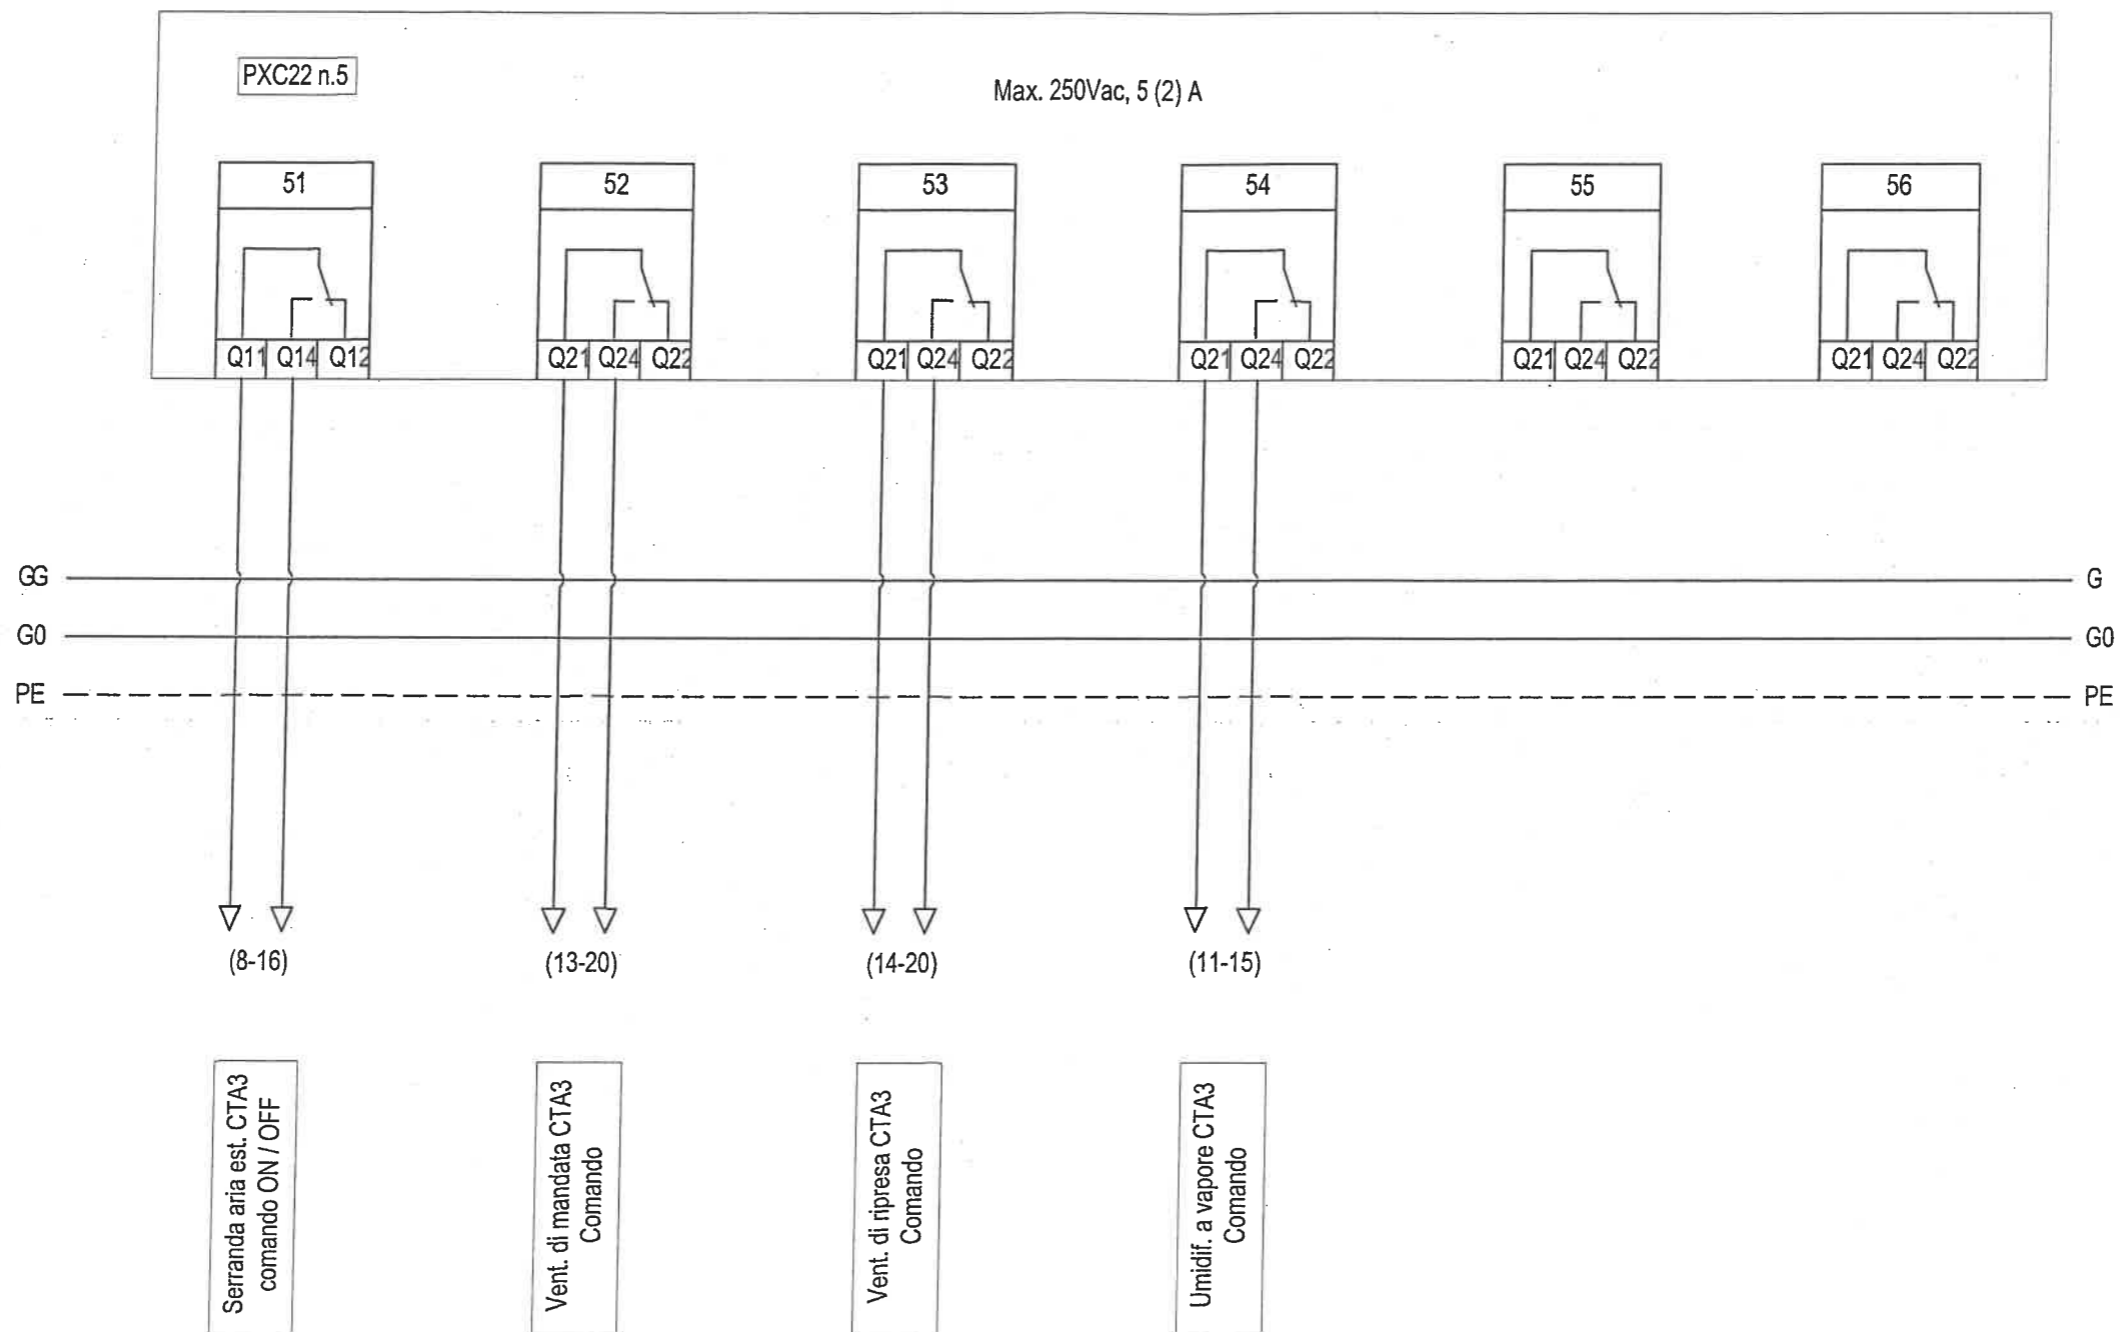 PXC22 n.5
Max. 250Vac, 5 (2) A
51 52 53 54 55 56
Q11 Q14 Q12 Q21 Q24 Q22 Q21 Q24 Q22 Q21 Q24 Q22 Q21 Q24 Q22 Q21 Q24 Q22
GG G
G0 G0
PE PE
(8-16) (13-20) (14-20) (11-15)
Serranda aria est. CTA3
comando ON / OFF
Vent. di mandata CTA3
Comando
Vent. di ripresa CTA3
Comando
Umidif. a vapore CTA3
Comando